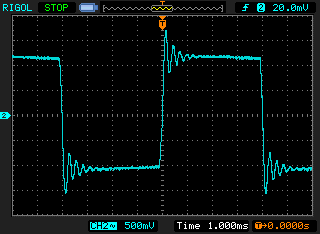 RIGOL STOP T 2 20.0mV
T
2
CH2 500mV Time 1.000ms T→0.0000s